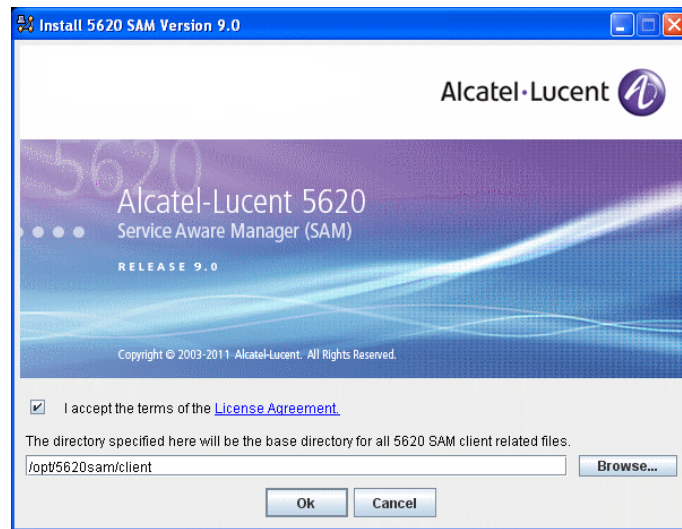 Install 5620 SAM Version 9.0
Alcatel·Lucent
5620
Alcatel-Lucent 5620
Service Aware Manager (SAM)
RELEASE 9.0
Copyright © 2003-2011 Alcatel-Lucent. All Rights Reserved.
I accept the terms of the License Agreement.
The directory specified here will be the base directory for all 5620 SAM client related files.
/opt/5620sam/client
Browse...
Ok
Cancel